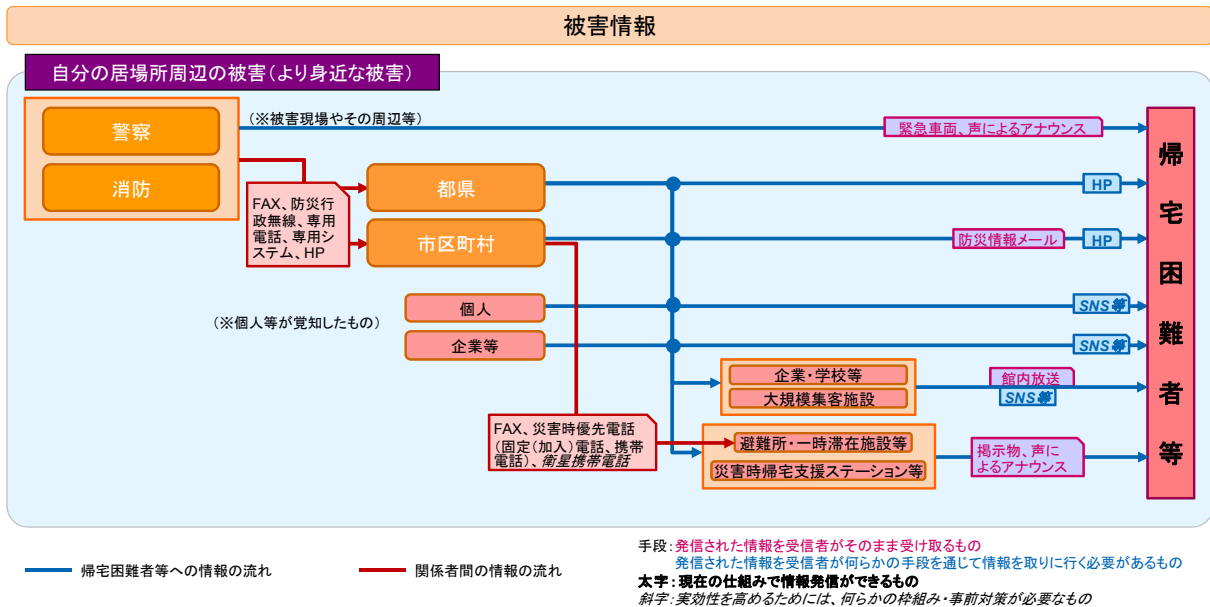 被害情報
自分の居場所周辺の被害(より身近な被害)
警察
(※被害現場やその周辺等)
緊急車両、声によるアナウンス
消防
FAX、防災行
政無線、専用
電話、専用シ
ステム、HP
都県
HP
市区町村
防災情報メール
HP
(※個人等が覚知したもの)
個人
SNS等
企業等
SNS等
企業・学校等
大規模集客施設
館内放送
SNS等
FAX、災害時優先電話
(固定(加入)電話、携帯
電話)、衛星携帯電話
避難所・一時滞在施設等
災害時帰宅支援ステーション等
掲示物、声に
よるアナウンス
帰宅困難者等
帰宅困難者等への情報の流れ
関係者間の情報の流れ
手段:発信された情報を受信者がそのまま受け取るもの
発信された情報を受信者が何らかの手段を通じて情報を取りに行く必要があるもの
太字:現在の仕組みで情報発信ができるもの
斜字:実効性を高めるためには、何らかの枠組み・事前対策が必要なもの